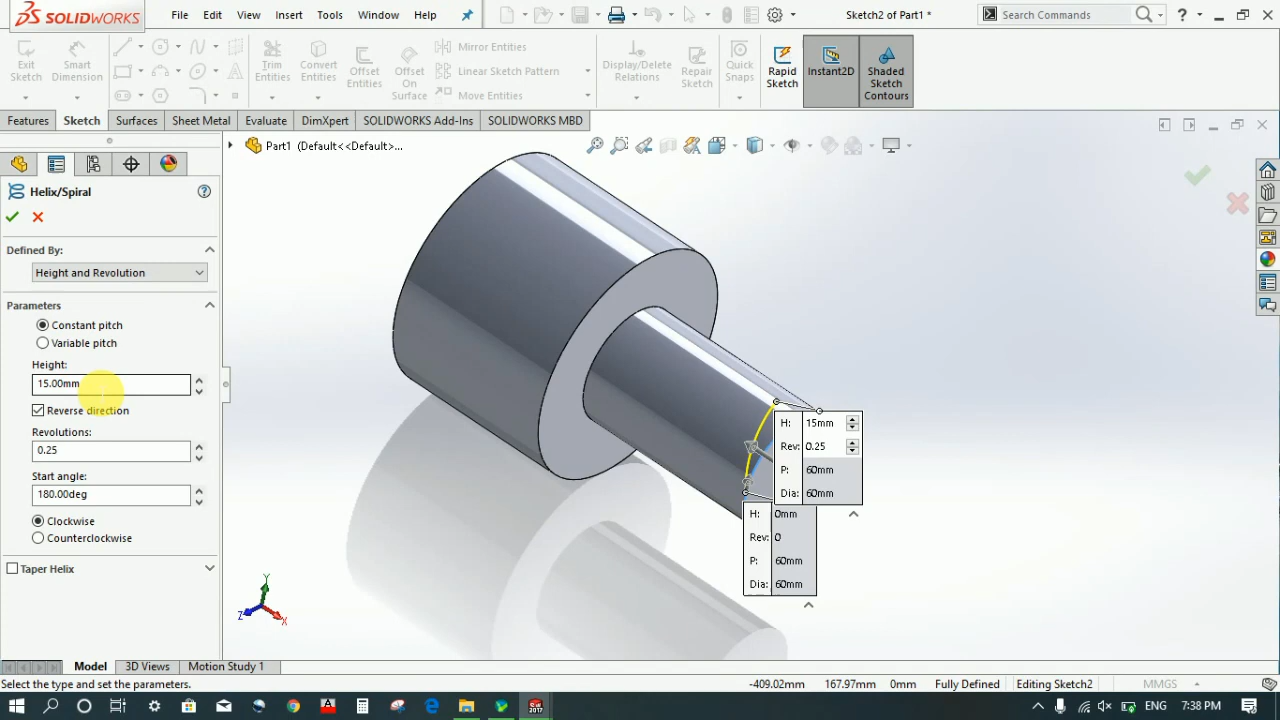 SOLIDWORKS File Edit View Insert Tools Window Help Sketch2 of Part1 * Search Commands ?
Exit Sketch
Smart Dimension
Trim Entities
Convert Entities
Offset Entities
Offset On Surface
Mirror Entities
Linear Sketch Pattern
Move Entities
Display/Delete Relations
Repair Sketch
Quick Snaps
Rapid Sketch
Instant2D
Shaded Sketch Contours
Features Sketch Surfaces Sheet Metal Evaluate DimXpert SOLIDWORKS Add-Ins SOLIDWORKS MBD
Part1 (Default<<Default>...
Helix/Spiral
Defined By:
Height and Revolution
Parameters
Constant pitch
Variable pitch
Height:
15.00mm
Reverse direction
Revolutions:
0.25
Start angle:
180.00deg
Clockwise
Counterclockwise
Taper Helix
H: 15mm
Rev: 0.25
P: 60mm
Dia: 60mm
H: 0mm
Rev: 0
P: 60mm
Dia: 60mm
Y
Z
X
Model 3D Views Motion Study 1
Select the type and set the parameters. -409.02mm 167.97mm 0mm Fully Defined Editing Sketch2 MMGS
ENG 7:38 PM